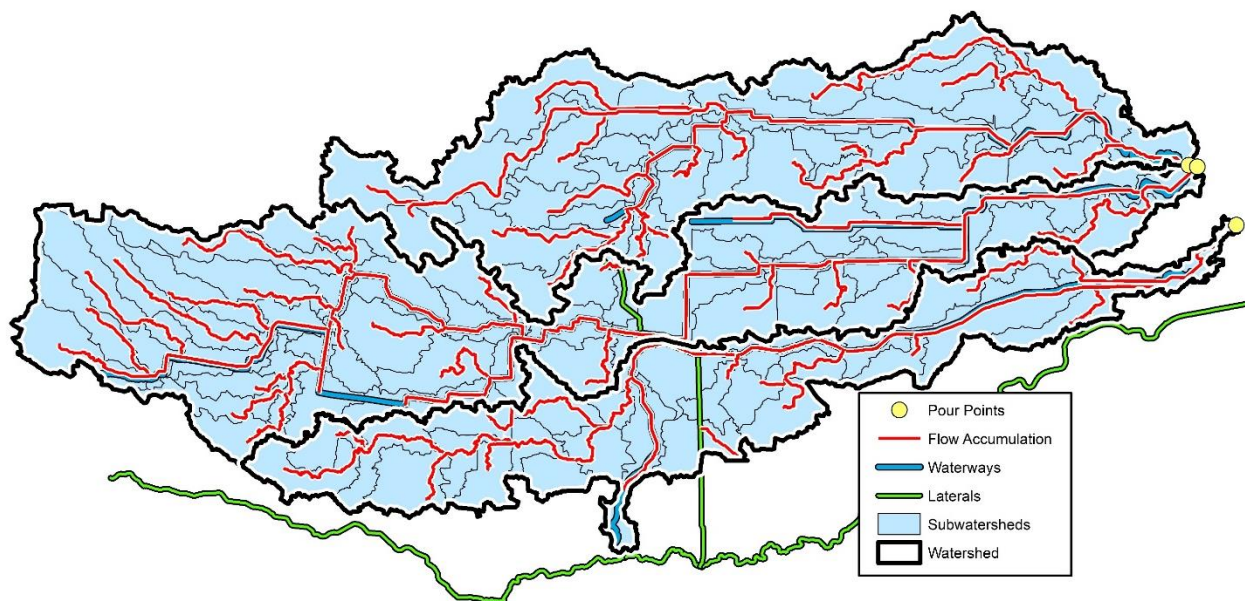 Pour Points
Flow Accumulation
Waterways
Laterals
Subwatersheds
Watershed